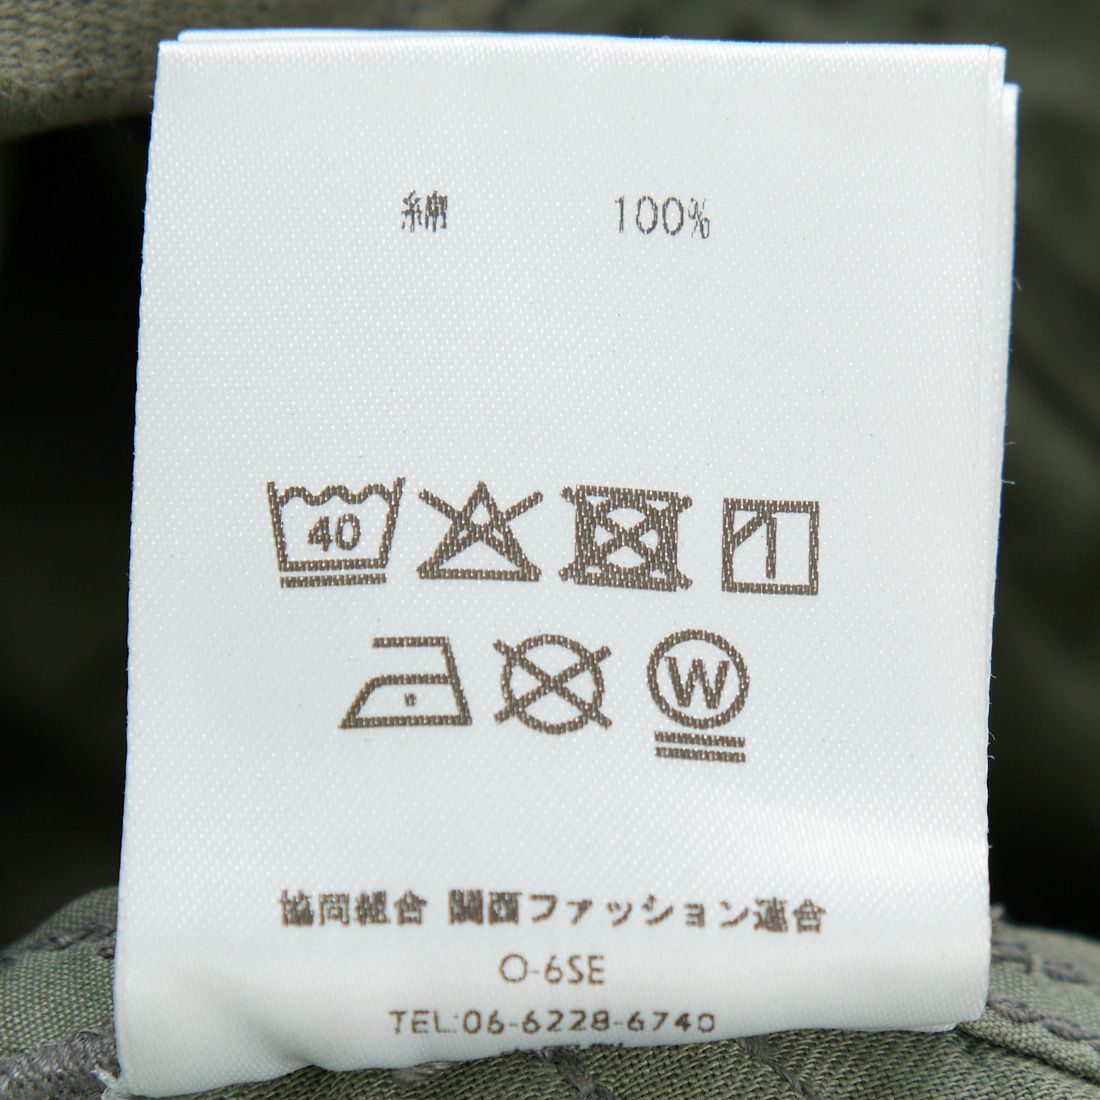 綿 100%
40
W
協同組合 関西ファッション連合
O-6SE
TEL:06-6228-6740